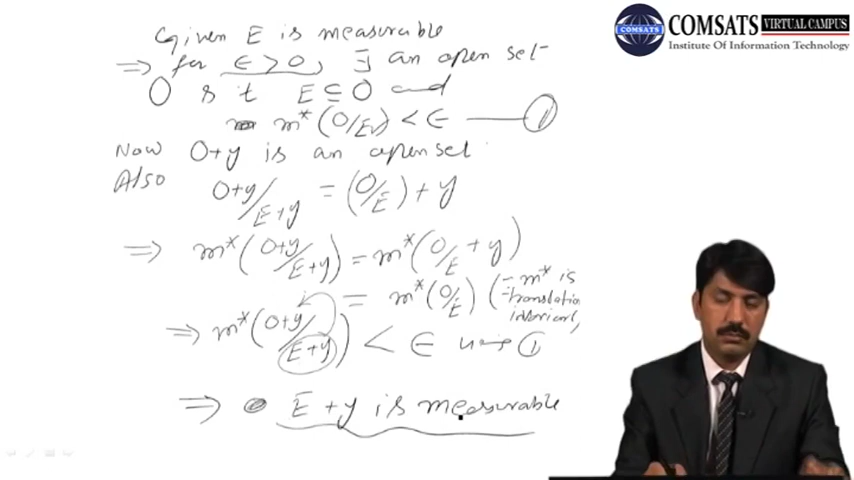 COMSATS VIRTUAL CAMPUS
Institute Of Information Technology
COMSATS
Given E is measurable
⇒ for ϵ > 0, ∃ an open set
O s t E ⊆ O and
m* (O/E) < ϵ —— ①
Now O+y is an open set
Also O+y/E+y = (O/E) + y
⇒ m* (O+y/E+y) = m* (O/E + y)
= m* (O/E) (∵ m* is translation invariant)
⇒ m* (O+y/E+y) < ϵ using ①
⇒ E + y is measurable